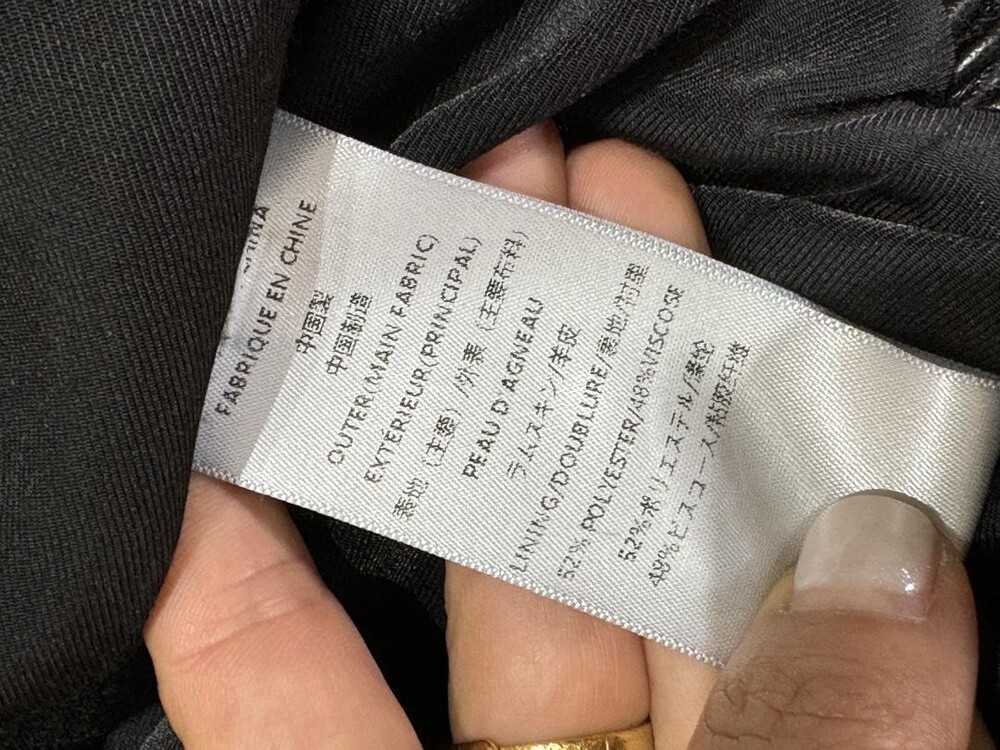 FABRIQUE EN CHINE
中国製
中国制造
OUTER(MAIN FABRIC)
EXTERIEUR(PRINCIPAL)
表地(主要)/外表(主要布料)
PEAU D'AGNEAU
ラムスキン/羊皮
LINING/DOUBLURE/裏地/衬里
52%POLYESTER/48%VISCOSE
52%ポリエステル/聚纶
48%ビスコース/粘胶纤维